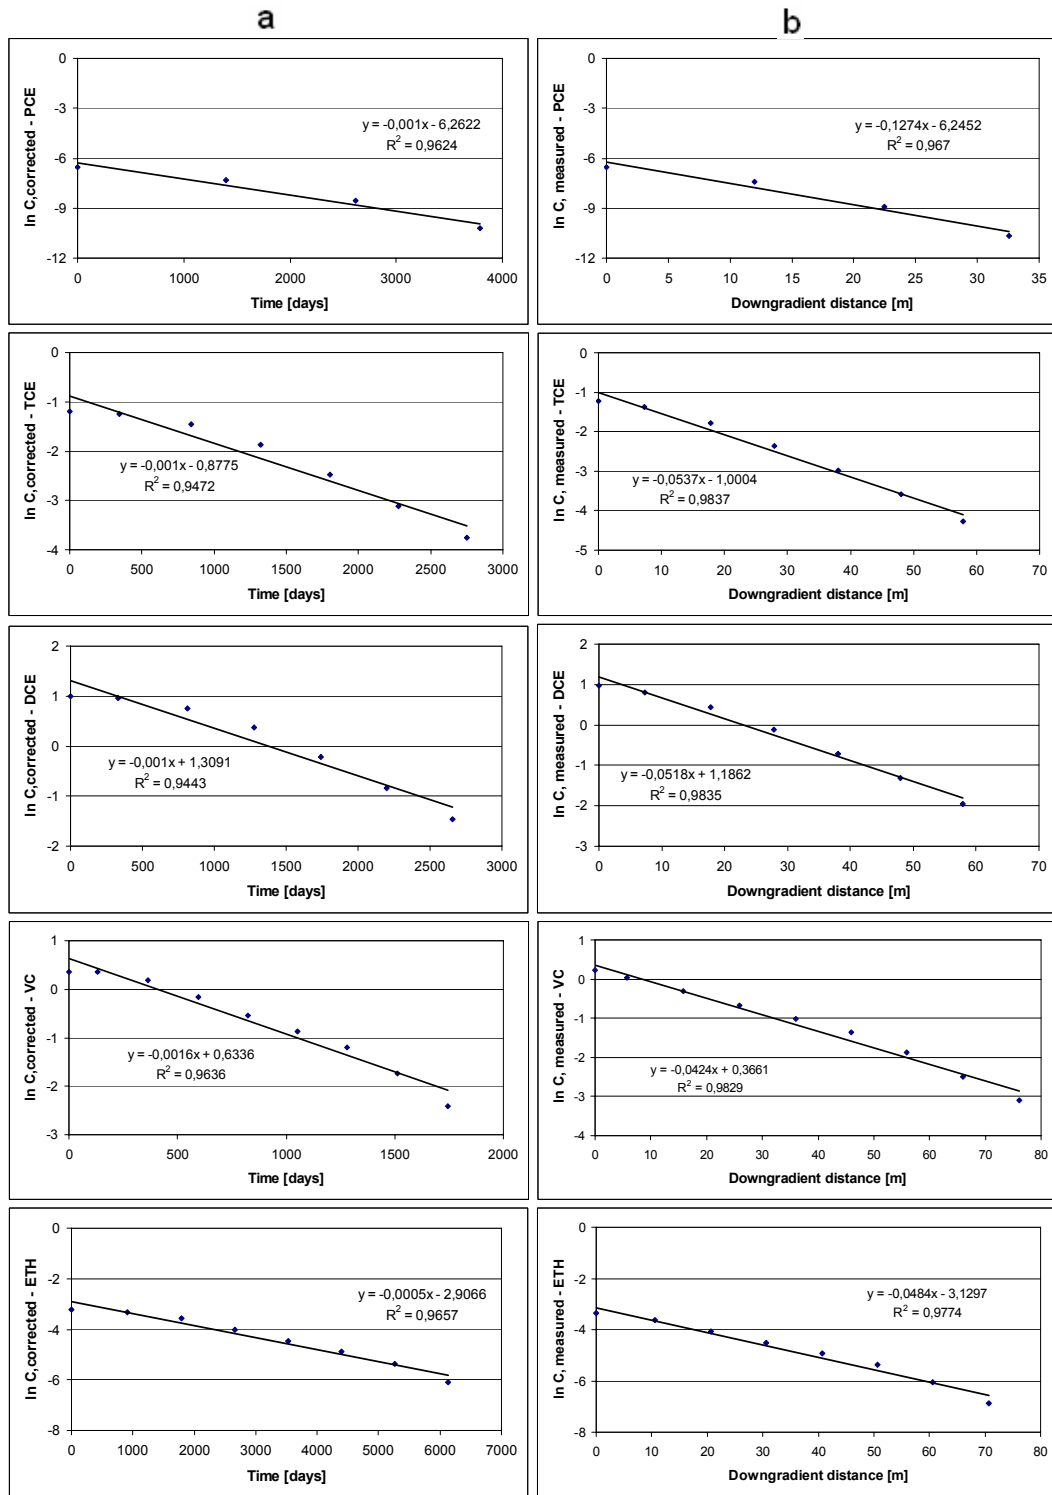 a
b
ln C,corrected - PCE
0
-3
-6
-9
-12
y = -0,001x - 6,2622
R2 = 0,9624
0 1000 2000 3000 4000
Time [days]
ln C, measured - PCE
0
-3
-6
-9
-12
y = -0,1274x - 6,2452
R2 = 0,967
0 5 10 15 20 25 30 35
Downgradient distance [m]
ln C,corrected - TCE
0
-1
-2
-3
-4
y = -0,001x - 0,8775
R2 = 0,9472
0 500 1000 1500 2000 2500 3000
Time [days]
ln C, measured - TCE
0
-1
-2
-3
-4
-5
y = -0,0537x - 1,0004
R2 = 0,9837
0 10 20 30 40 50 60 70
Downgradient distance [m]
ln C,corrected - DCE
2
1
0
-1
-2
y = -0,001x + 1,3091
R2 = 0,9443
0 500 1000 1500 2000 2500 3000
Time [days]
ln C, measured - DCE
2
1
0
-1
-2
-3
y = -0,0518x + 1,1862
R2 = 0,9835
0 10 20 30 40 50 60 70
Downgradient distance [m]
ln C,corrected - VC
1
0
-1
-2
-3
y = -0,0016x + 0,6336
R2 = 0,9636
0 500 1000 1500 2000
Time [days]
ln C, measured - VC
1
0
-1
-2
-3
-4
y = -0,0424x + 0,3661
R2 = 0,9829
0 10 20 30 40 50 60 70 80
Downgradient distance [m]
ln C,corrected - ETH
0
-2
-4
-6
-8
y = -0,0005x - 2,9066
R2 = 0,9657
0 1000 2000 3000 4000 5000 6000 7000
Time [days]
ln C, measured - ETH
0
-2
-4
-6
-8
y = -0,0484x - 3,1297
R2 = 0,9774
0 10 20 30 40 50 60 70 80
Downgradient distance [m]